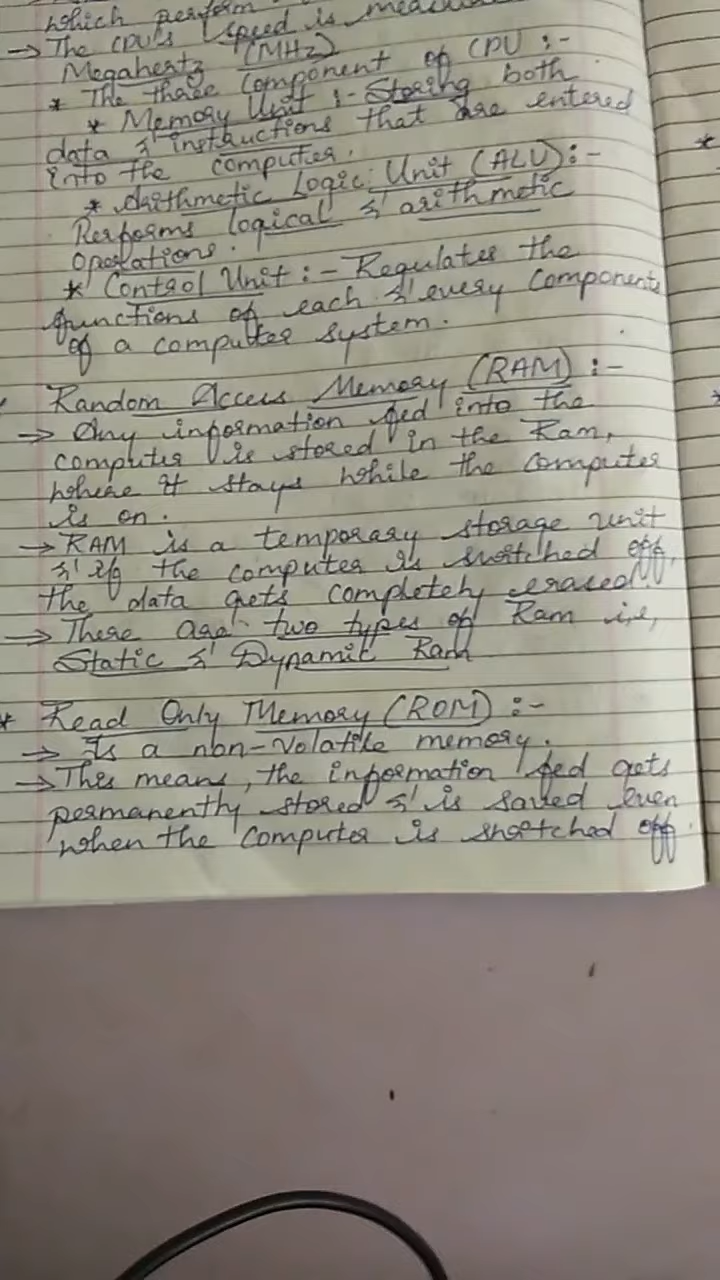 which perform
→ The CPU's speed is
Megahertz (MHz)
* The three component of CPU :-
* Memory Unit :- Storing both
data & instructions that are entered
into the computer.
* Arithmetic Logic Unit (ALU) :-
Performs logical & arithmetic
operations.
* Control Unit :- Regulates the
functions of each & every components
of a computer system.
Random Access Memory (RAM) :-
→ Any information fed into the
computer is stored in the Ram,
where it stays while the computer
is on.
→ RAM is a temporary storage unit
& if the computer is switched off,
the data gets completely erased.
→ There are two types of Ram i.e,
Static & Dynamic Ram
* Read Only Memory (ROM) :-
→ Is a non-Volatile memory.
→ This means, the information fed gets
permanently stored & is saved even
when the computer is switched off.